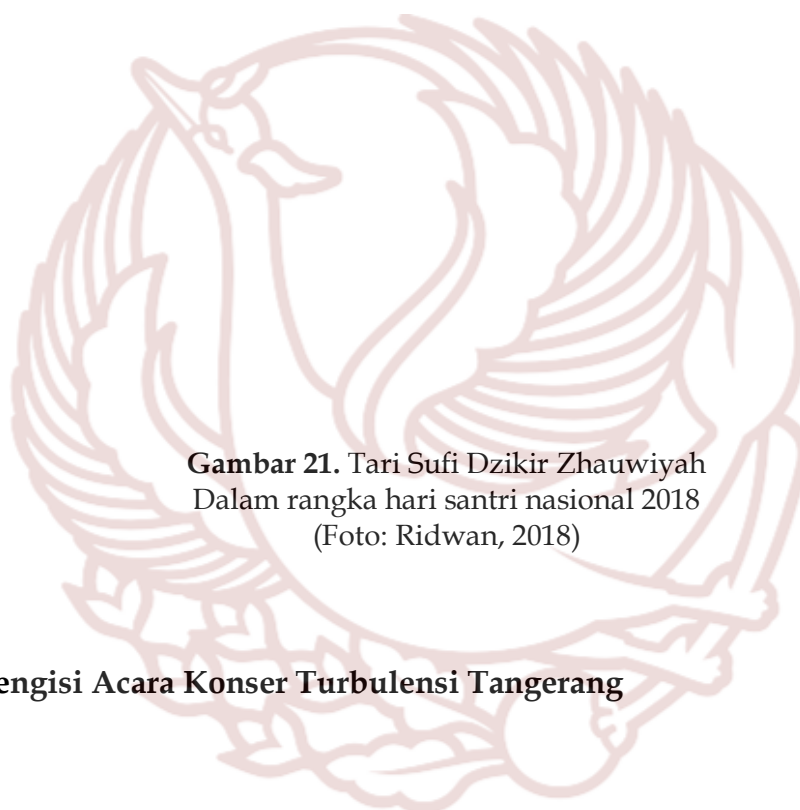 Gambar 21. Tari Sufi Dzikir Zhauwiyah
Dalam rangka hari santri nasional 2018
(Foto: Ridwan, 2018)
engisi Acara Konser Turbulensi Tangerang